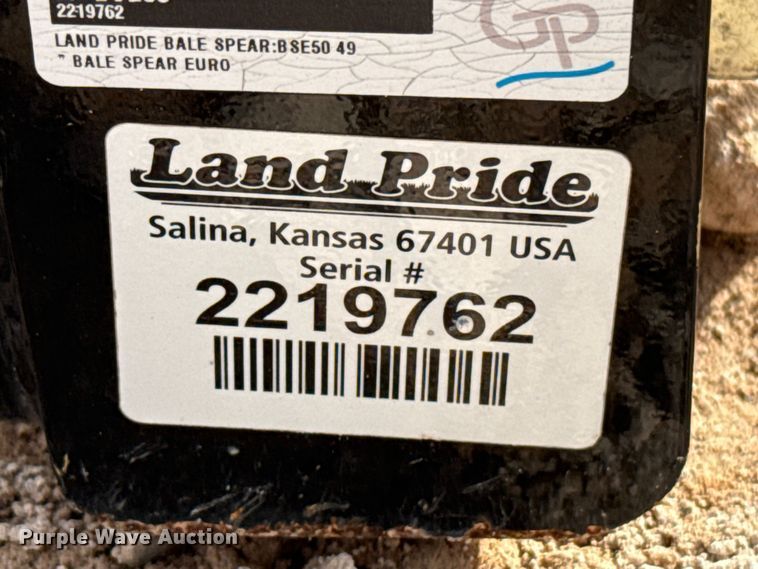 2219762
LAND PRIDE BALE SPEAR:BSE50 49
" BALE SPEAR EURO
GP
Land Pride
Salina, Kansas 67401 USA
Serial #
2219762
Purple Wave Auction